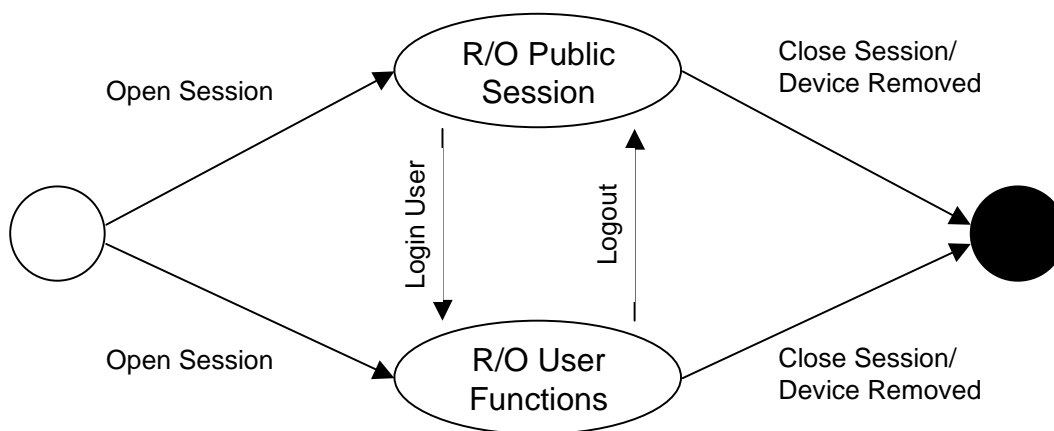 R/O Public
Session
Close Session/
Device Removed
Open Session
Login User
Logout
Open Session
R/O User
Functions
Close Session/
Device Removed